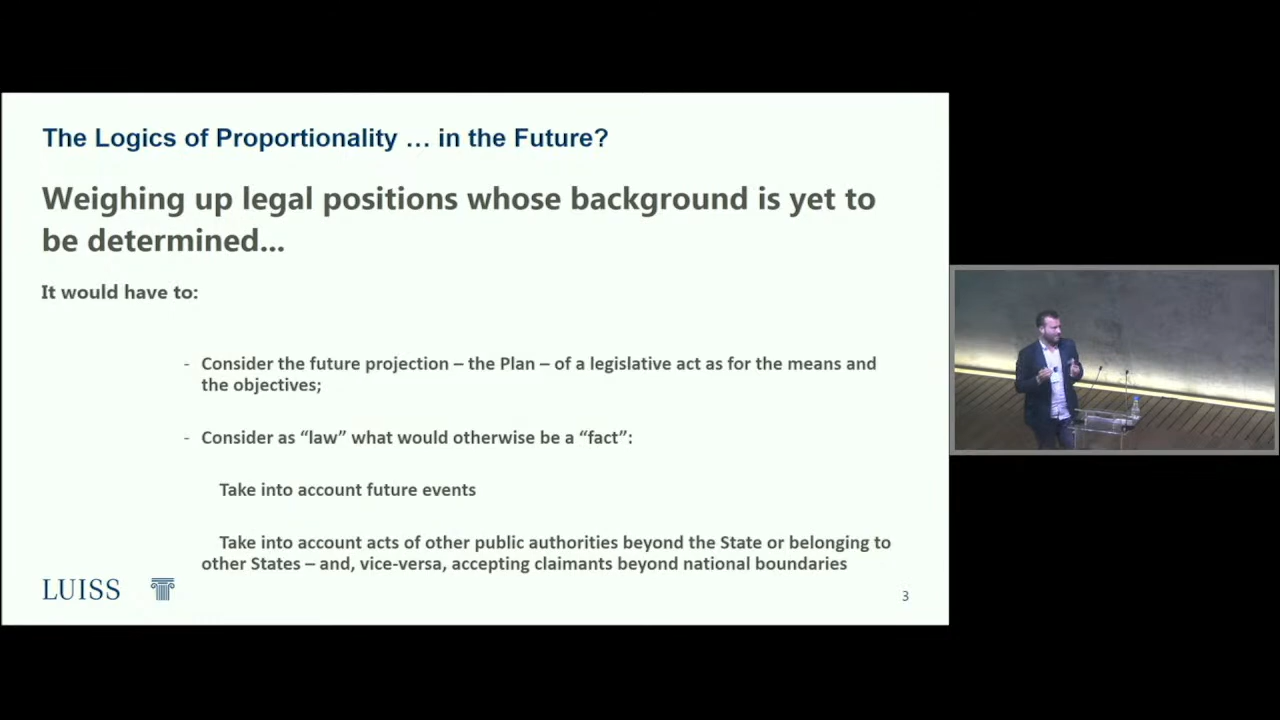 The Logics of Proportionality … in the Future?
Weighing up legal positions whose background is yet to
be determined...
It would have to:
- Consider the future projection – the Plan – of a legislative act as for the means and
the objectives;
- Consider as “law” what would otherwise be a “fact”:
Take into account future events
Take into account acts of other public authorities beyond the State or belonging to
other States – and, vice-versa, accepting claimants beyond national boundaries
LUISS
3